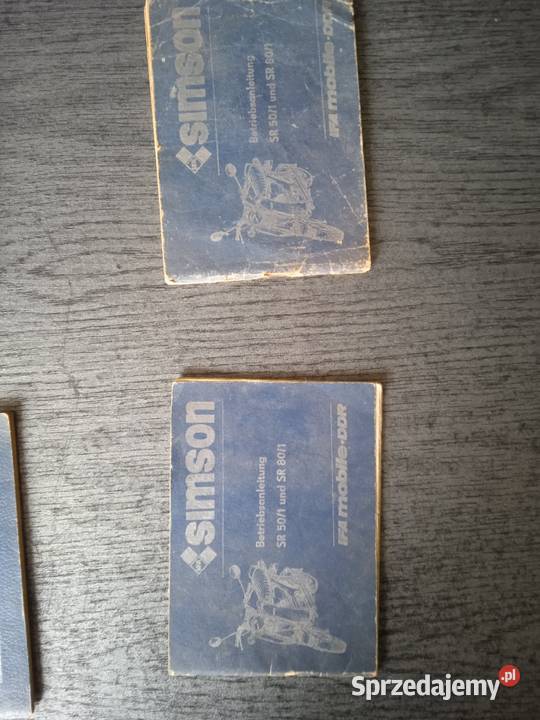 simson
Betriebsanleitung
SR 50/1 und SR 80/1
IFA mobile-DDR
simson
Betriebsanleitung
SR 50/1 und SR 80/1
IFA mobile-DDR
Sprzedajemy.pl